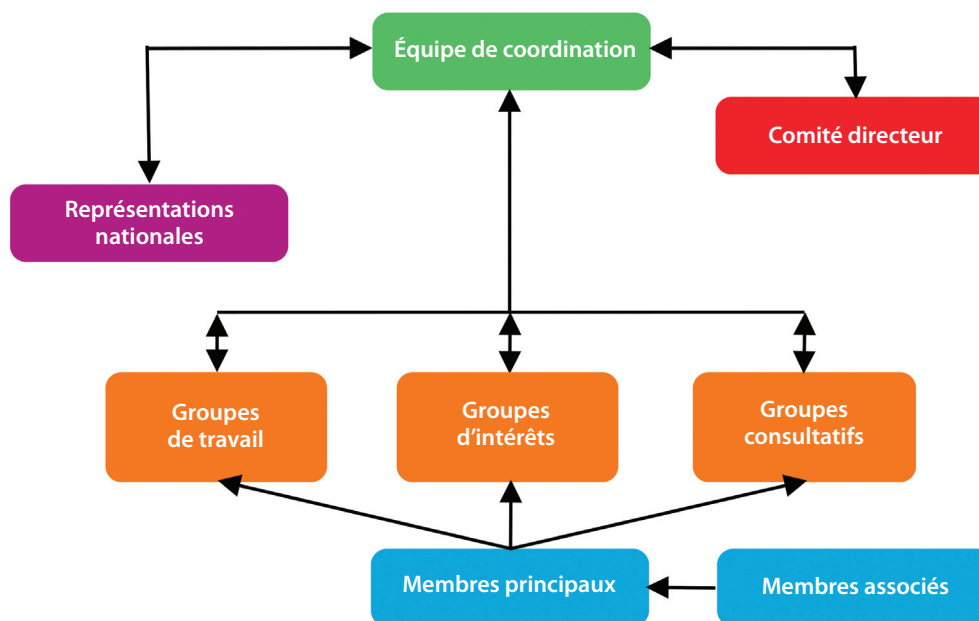 Équipe de coordination
Comité directeur
Représentations
nationales
Groupes
de travail
Groupes
d’intérêts
Groupes
consultatifs
Membres principaux
Membres associés